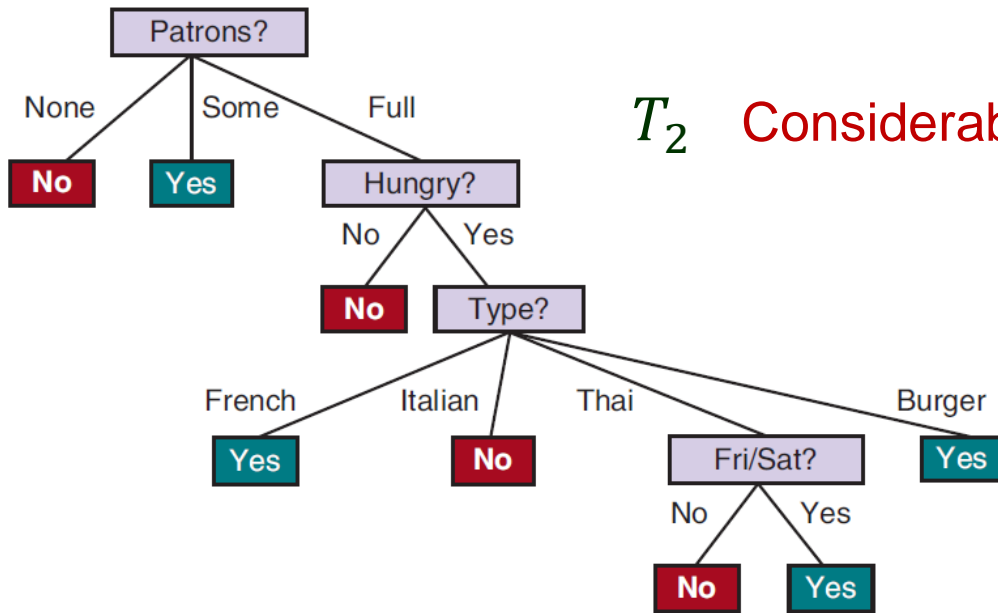 Patrons?
None Some Full
T₂ Considerab
No Yes Hungry?
No Yes
No Type?
French Italian Thai Burger
Yes No Fri/Sat? Yes
No Yes
No Yes